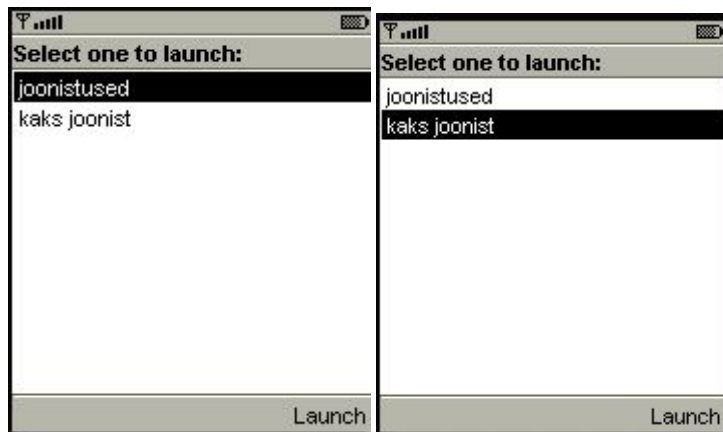 Select one to launch:
joonistused
kaks joonist
Launch
Select one to launch:
joonistused
kaks joonist
Launch